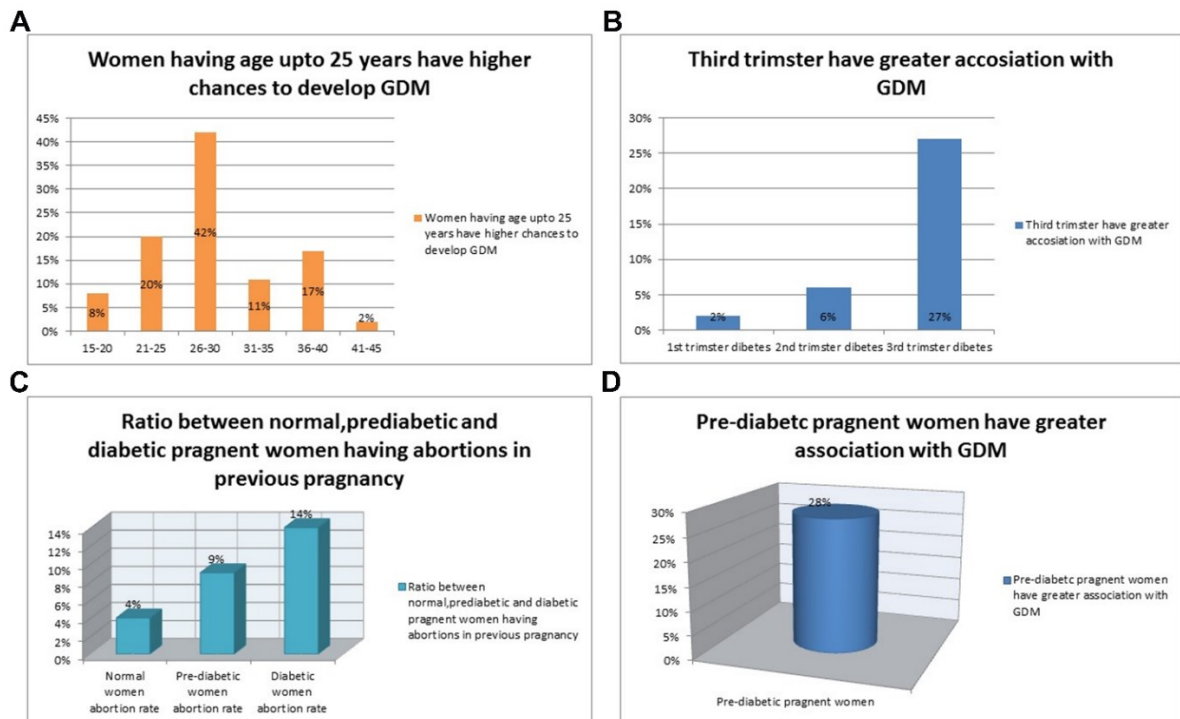 A
Women having age upto 25 years have higher
chances to develop GDM
45%
40%
35%
30%
25%
20%
15%
10%
5%
0%
8%
20%
42%
11%
17%
2%
15-20
21-25
26-30
31-35
36-40
41-45
Women having age upto 25
years have higher chances to
develop GDM
B
Third trimster have greater accosiation with
GDM
30%
25%
20%
15%
10%
5%
0%
2%
6%
27%
1st trimster dibetes
2nd trimster dibetes
3rd trimster dibetes
Third trimster have greater
accosiation with GDM
C
Ratio between normal,prediabetic and
diabetic pragnent women having abortions in
previous pragnancy
14%
12%
10%
8%
6%
4%
2%
0%
4%
9%
14%
Normal
women
abortion rate
Pre-diabetic
women
abortion rate
Diabetic
women
abortion rate
Ratio between
normal,prediabetic and diabetic
pragnent women having
abortions in previous pregnancy
D
Pre-diabetc pragnent women have greater
association with GDM
30%
25%
20%
15%
10%
5%
0%
28%
Pre-diabetic pragnent women
Pre-diabetc pragnent women
have greater association with
GDM